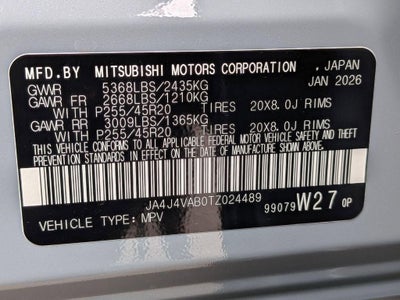 MFD.BY MITSUBISHI MOTORS CORPORATION, JAPAN
GVWR 5368LBS/2435KG JAN 2026
GAWR FR 2668LBS/1210KG
WITH P255/45R20 TIRES 20X8.0J RIMS
GAWR RR 3009LBS/1365KG
WITH P255/45R20 TIRES 20X8.0J RIMS
THIS VEHICLE CONFORMS TO ALL APPLICABLE FEDERAL
MOTOR VEHICLE SAFETY AND THEFT PREVENTION STANDARDS
IN EFFECT ON THE DATE OF MANUFACTURE SHOWN ABOVE.
JA4J4VAB0TZ024489
VEHICLE TYPE: MPV 99079 W27 0P